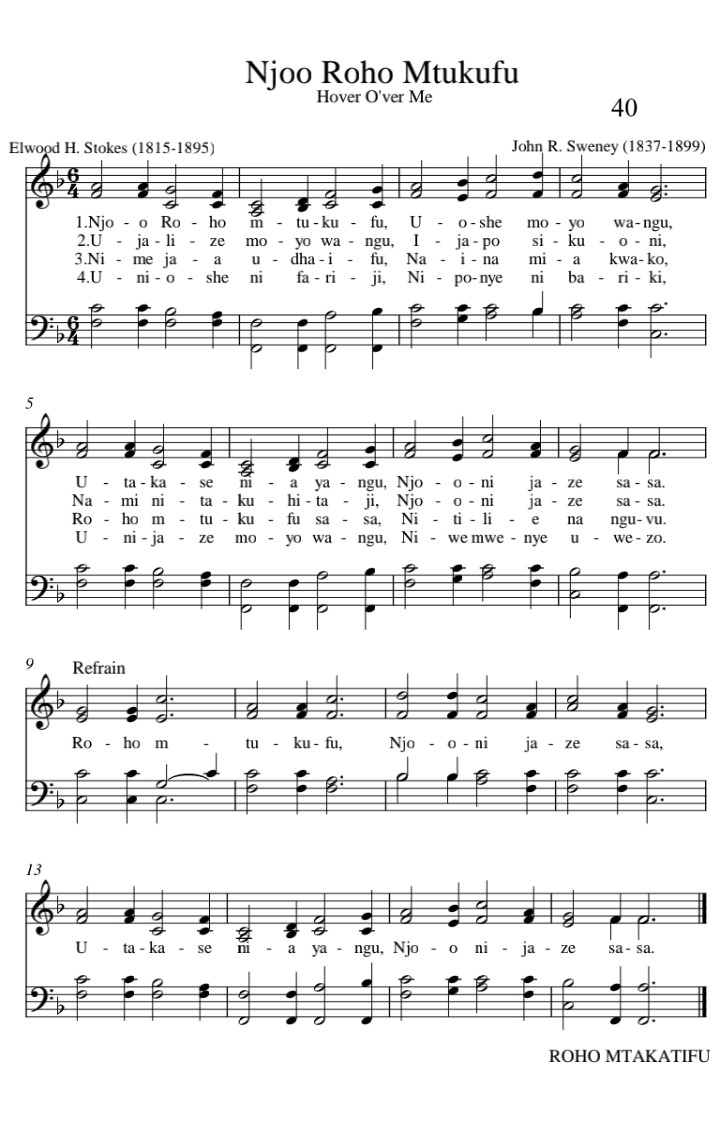 Njoo Roho Mtukufu
Hover O'ver Me
40
Elwood H. Stokes (1815-1895)
John R. Sweney (1837-1899)
6 4
1.Njo - o Ro - ho m - tu - ku - fu, U - o-she mo - yo wa-ngu,
2.U - ja - li - ze mo - yo wa - ngu, I - ja-po si - ku - o - ni,
3.Ni - me ja - a u - dha - i - fu, Na - i - na mi - a kwa-ko,
4.U - ni - o - she ni fa - ri - ji, Ni - po-nye ni ba - ri - ki,
6 4
5
U - ta - ka - se ni - a ya - ngu, Njo - o - ni ja - ze sa - sa.
Na - mi ni - ta - ku - hi - ta - ji, Njo - o - ni ja - ze sa - sa.
Ro - ho m - tu - ku - fu sa - sa, Ni - ti - li - e na ngu-vu.
U - ni - ja - ze mo - yo wa - ngu, Ni - we mwe - nye u - we - zo.
9 Refrain
Ro - ho m - tu - ku - fu, Njo - o - ni ja - ze sa - sa,
13
U - ta - ka - se ni - a ya - ngu, Njo - o ni - ja - ze sa - sa.
ROHO MTAKATIFU